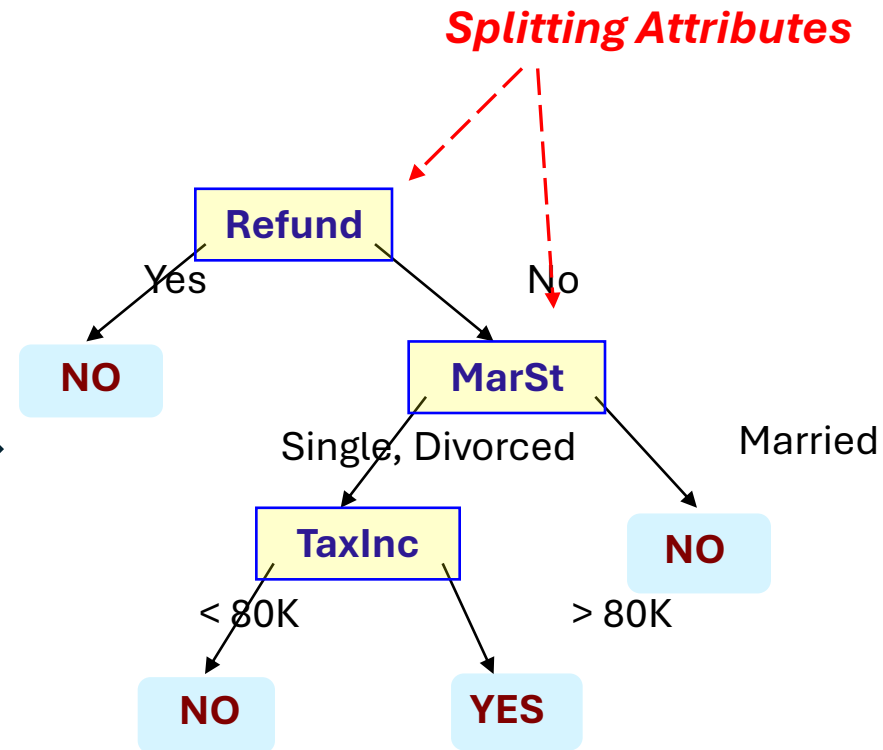 Splitting Attributes
Refund
Yes
No
NO
MarSt
Single, Divorced
Married
TaxInc
NO
< 80K
> 80K
NO
YES